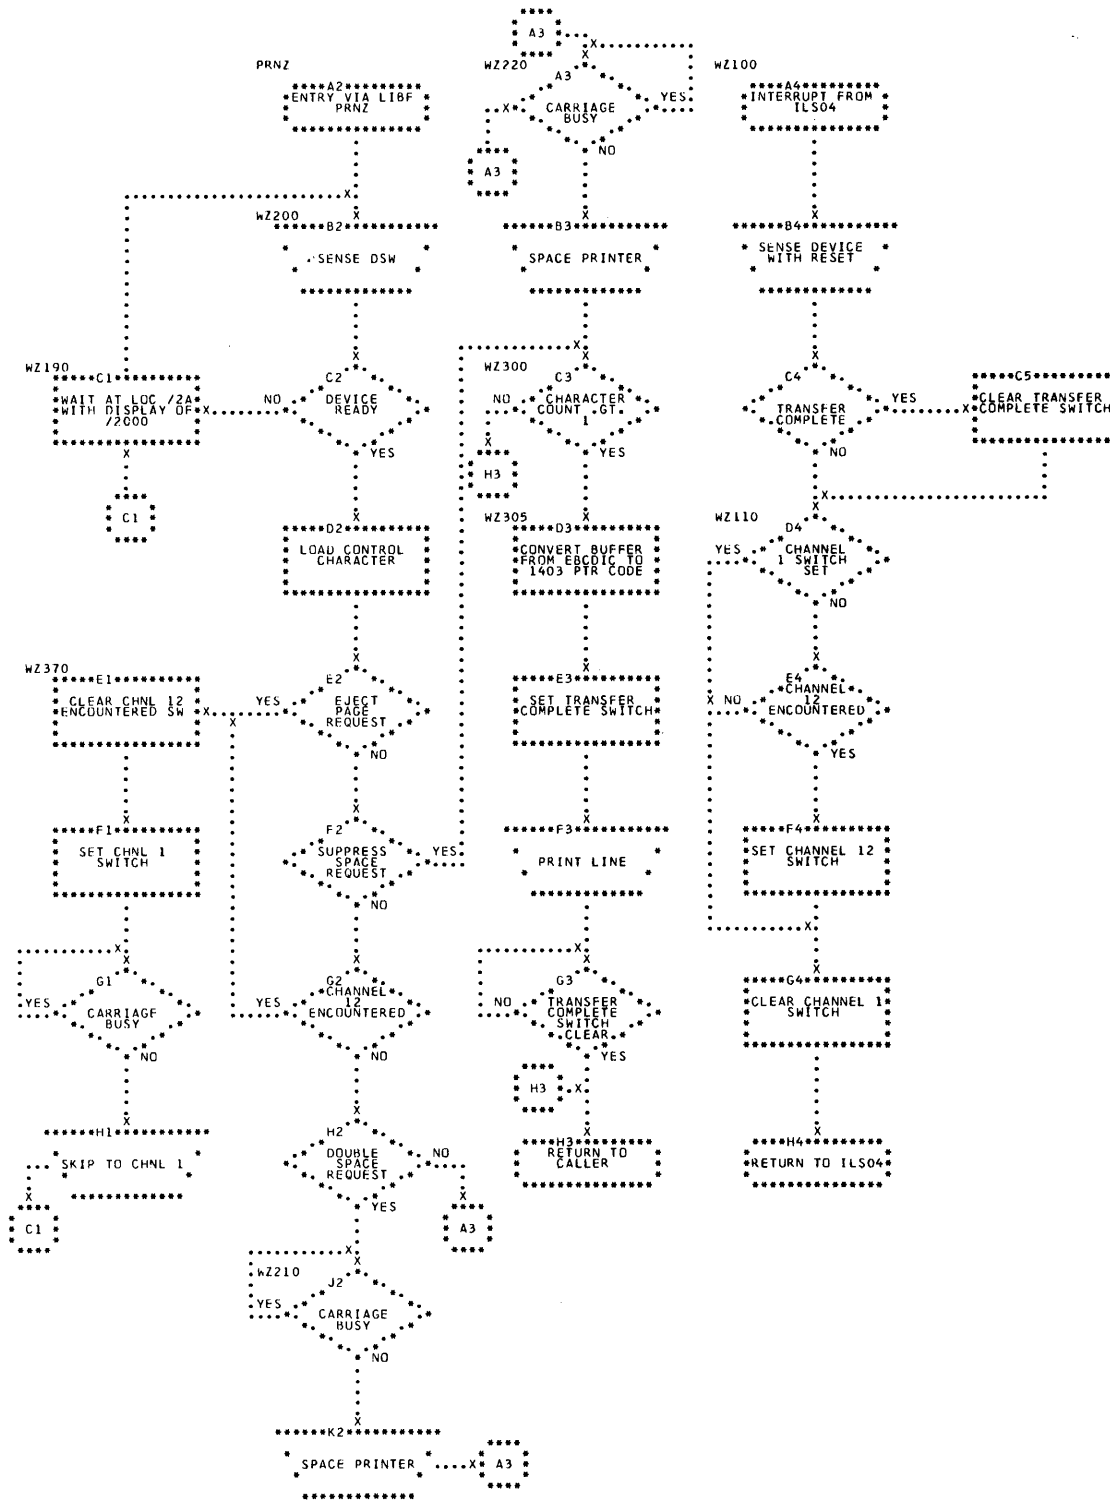 PRNZ
A2
ENTRY VIA LIBF
PRNZ
WZ200
B2
SENSE DSW
WZ190
C1
WAIT AT LOC /2A
WITH DISPLAY OF
/2000
C1
NO
C2
DEVICE
READY
YES
D2
LOAD CONTROL
CHARACTER
WZ370
E1
CLEAR CHNL 12
ENCOUNTERED SW
YES
E2
EJECT
PAGE
REQUEST
NO
F1
SET CHNL 1
SWITCH
F2
SUPPRESS
SPACE
REQUEST
YES
NO
G1
YES
CARRIAGE
BUSY
NO
G2
CHANNEL
12
ENCOUNTERED
YES
NO
H1
SKIP TO CHNL 1
C1
H2
DOUBLE
SPACE
REQUEST
NO
YES
A3
WZ210
J2
YES
CARRIAGE
BUSY
NO
K2
SPACE PRINTER
A3
A3
WZ220
A3
CARRIAGE
BUSY
YES
NO
A3
B3
SPACE PRINTER
WZ300
C3
CHARACTER
COUNT .GT.
1
NO
YES
H3
WZ305
D3
CONVERT BUFFER
FROM EBCDIC TO
1403 PTR CODE
E3
SET TRANSFER
COMPLETE SWITCH
F3
PRINT LINE
G3
NO
TRANSFER
COMPLETE
SWITCH
CLEAR
YES
H3
H3
RETURN TO
CALLER
WZ100
A4
INTERRUPT FROM
ILS04
B4
SENSE DEVICE
WITH RESET
C4
TRANSFER
COMPLETE
YES
NO
C5
CLEAR TRANSFER
COMPLETE SWITCH
WZ110
D4
YES
CHANNEL
1 SWITCH
SET
NO
E4
CHANNEL
12
ENCOUNTERED
NO
YES
F4
SET CHANNEL 12
SWITCH
G4
CLEAR CHANNEL 1
SWITCH
H4
RETURN TO ILS04